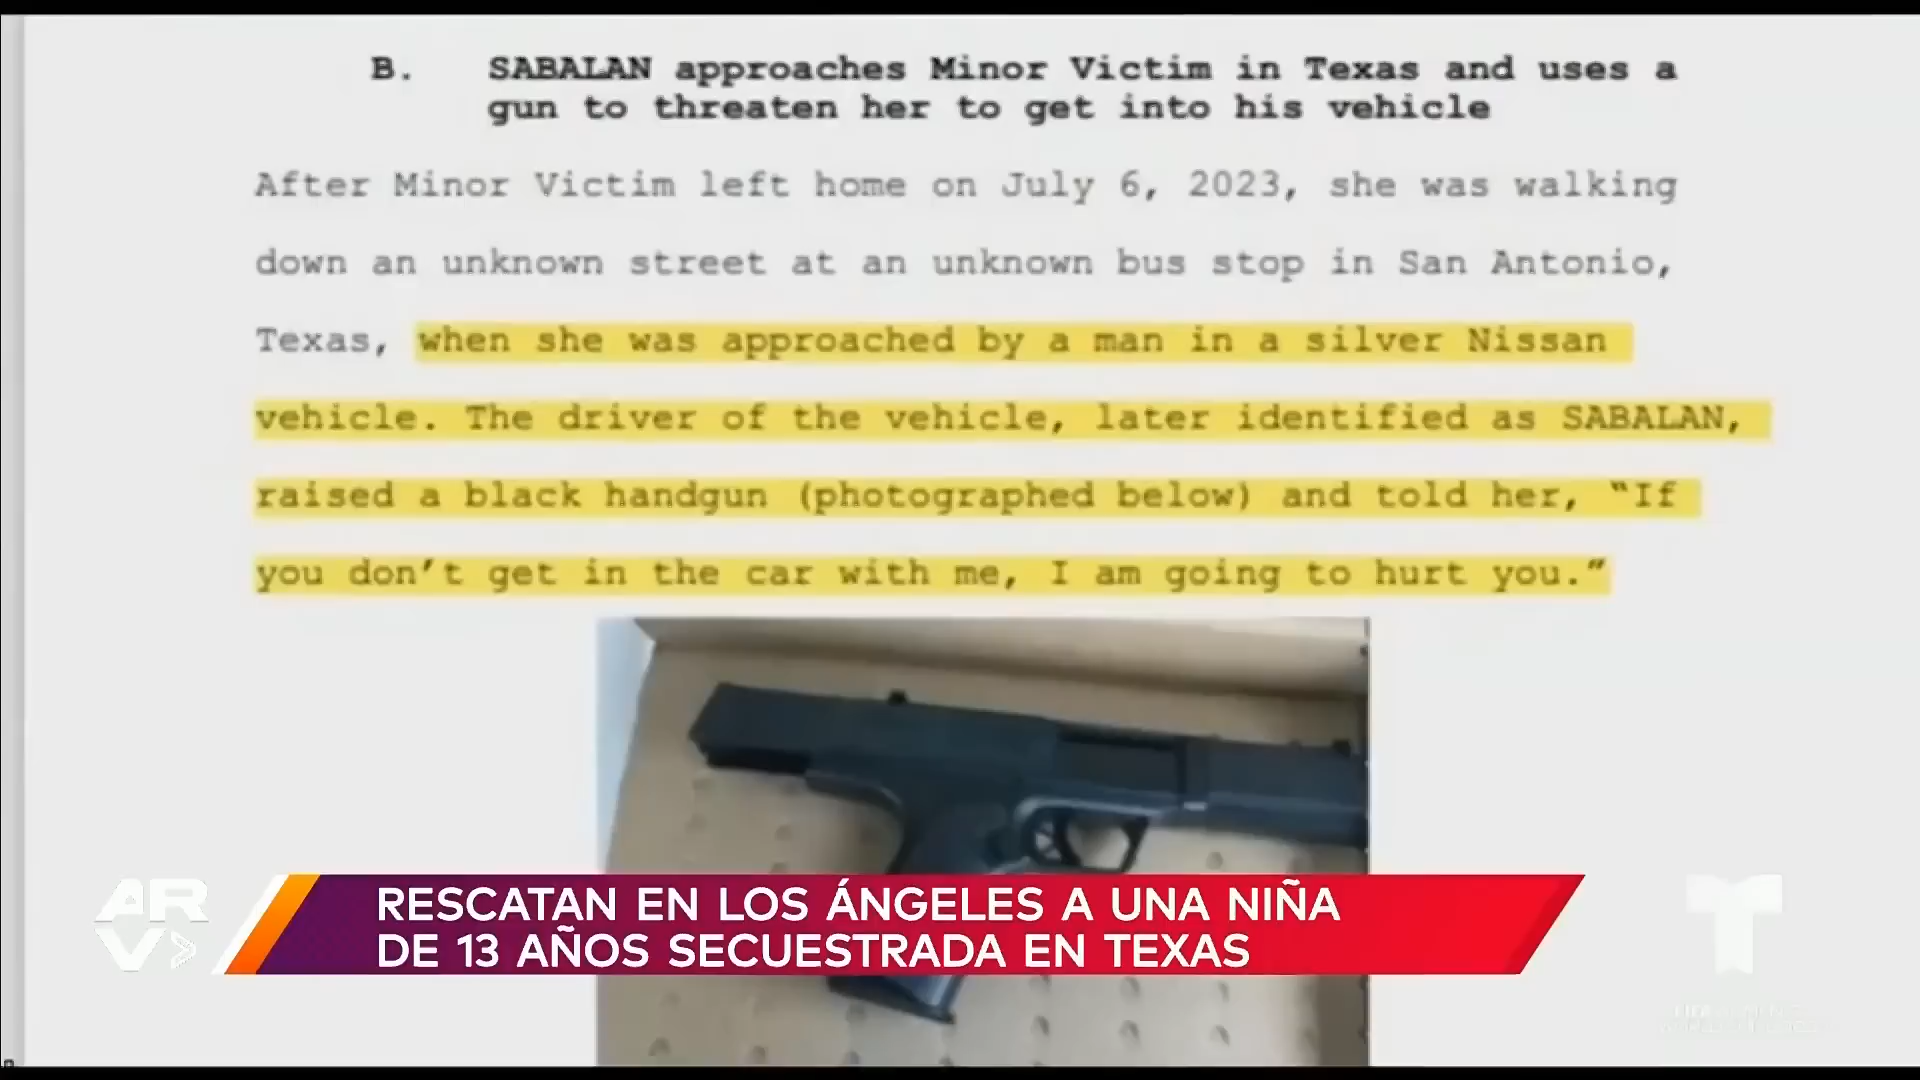 B. SABALAN approaches Minor Victim in Texas and uses a
gun to threaten her to get into his vehicle
After Minor Victim left home on July 6, 2023, she was walking
down an unknown street at an unknown bus stop in San Antonio,
Texas, when she was approached by a man in a silver Nissan
vehicle. The driver of the vehicle, later identified as SABALAN,
raised a black handgun (photographed below) and told her, “If
you don’t get in the car with me, I am going to hurt you.”
ARV
RESCATAN EN LOS ÁNGELES A UNA NIÑA
DE 13 AÑOS SECUESTRADA EN TEXAS
T